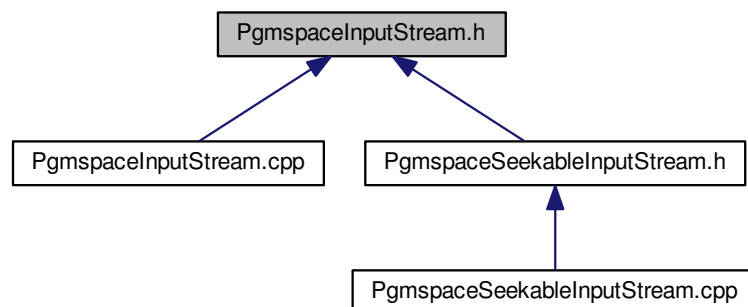 PgmspaceInputStream.h
PgmspaceInputStream.cpp
PgmspaceSeekableInputStream.h
PgmspaceSeekableInputStream.cpp